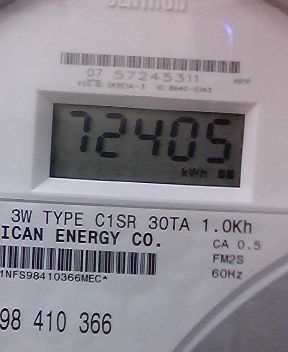 CENTRON
07 57245311
72405
kWh
3W TYPE C1SR 30TA 1.0Kh
ICAN ENERGY CO.
CA 0.5
FM2S
60Hz
1NFS98410366MEC*
98 410 366